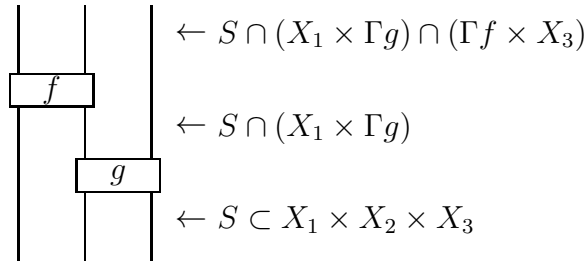 ← S ∩ (X₁ × Γg) ∩ (Γf × X₃)
f
← S ∩ (X₁ × Γg)
g
← S ⊂ X₁ × X₂ × X₃